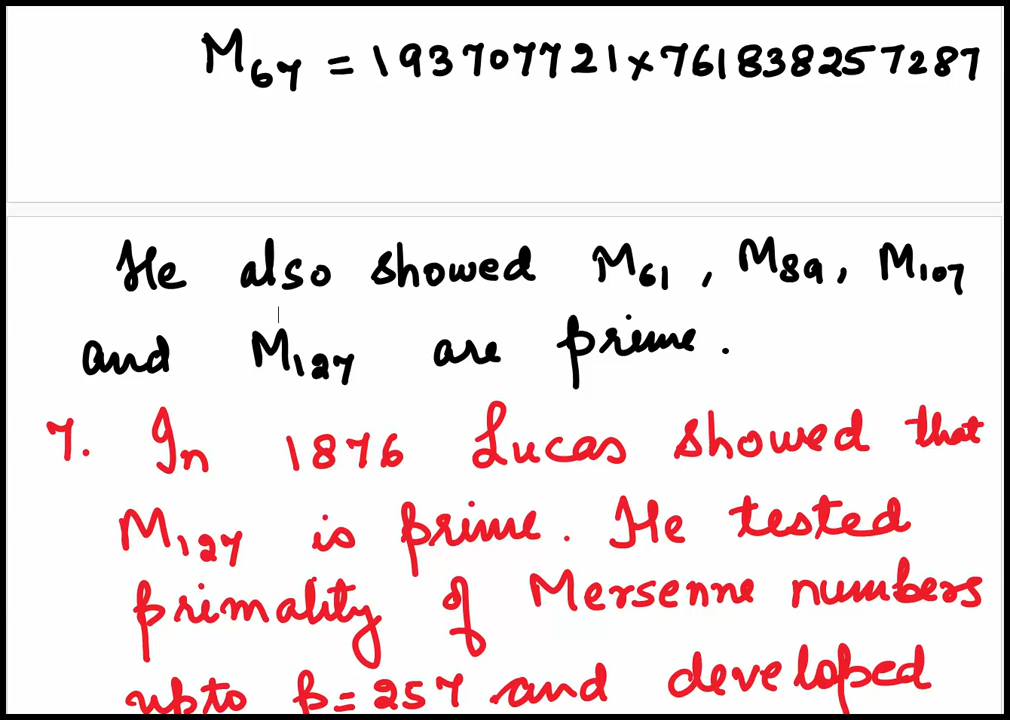 M67 = 193707721×761838257287
He also showed M61, M89, M107
and M127 are prime.
7. In 1876 Lucas showed that
M127 is prime. He tested
primality of Mersenne numbers
upto p=257 and developed